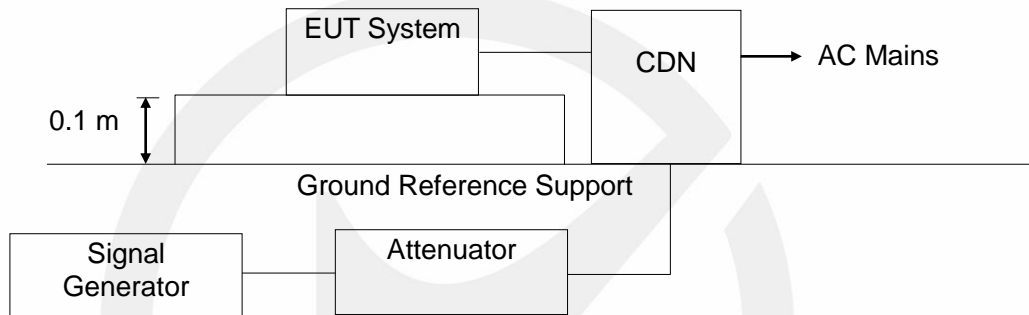 EUT System
CDN
AC Mains
0.1 m
Ground Reference Support
Signal
Generator
Attenuator